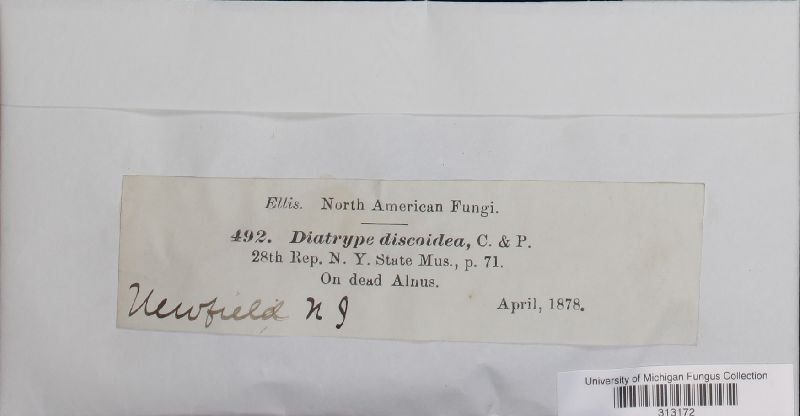 Ellis. North American Fungi.
492. Diatrype discoidea, C. & P.
28th Rep. N. Y. State Mus., p. 71.
On dead Alnus.
April, 1878.
Newfield N J
University of Michigan Fungus Collection
313172